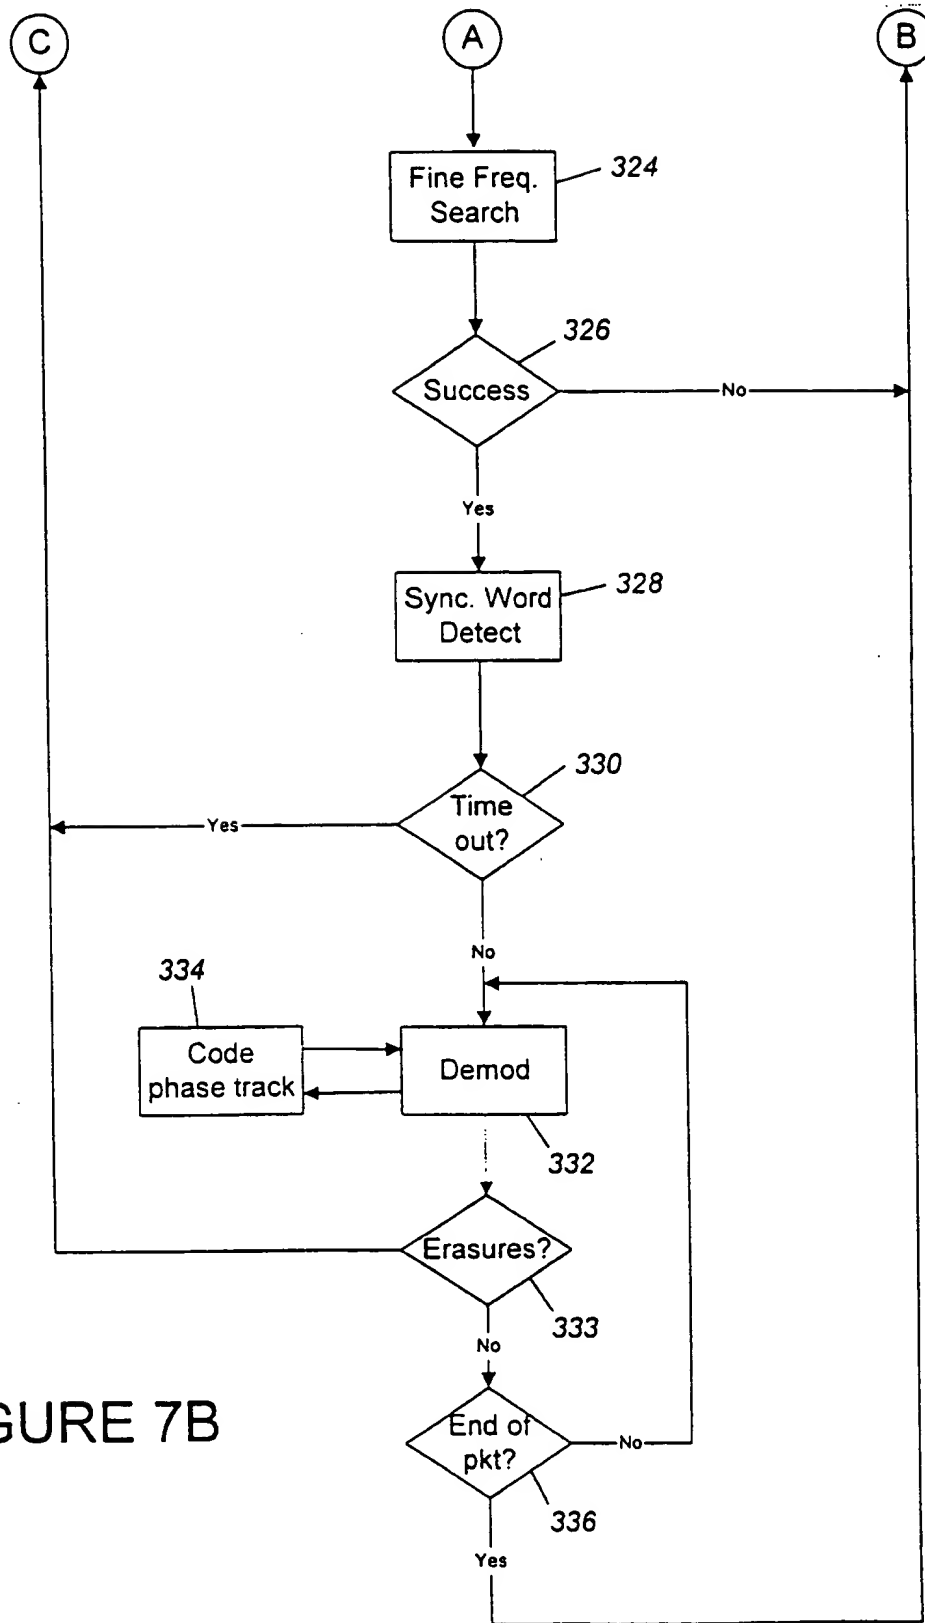 C
A
B
Fine Freq.
Search
324
326
Success
No
Yes
Sync. Word
Detect
328
330
Time
out?
Yes
No
334
Code
phase track
Demod
332
Erasures?
333
No
End of
pkt?
No
336
Yes
GURE 7B